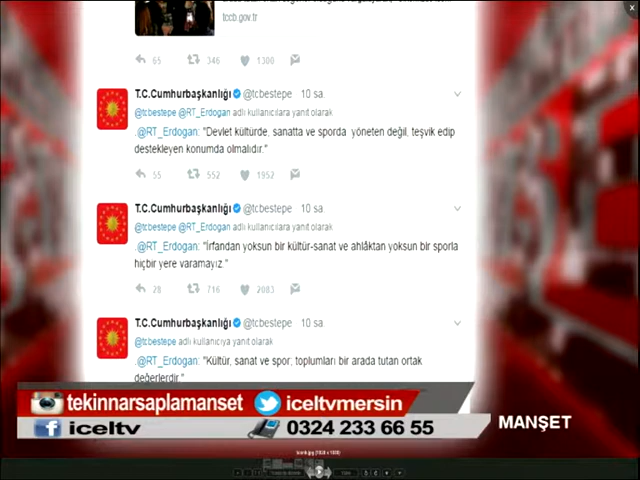 tccb.gov.tr
65 346 1300
T.C.Cumhurbaşkanlığı @tcbestepe 10 sa.
@tcbestepe @RT_Erdogan adlı kullanıcılara yanıt olarak
.@RT_Erdogan: "Devlet kültürde, sanatta ve sporda yöneten değil, teşvik edip
destekleyen konumda olmalıdır."
55 552 1952
T.C.Cumhurbaşkanlığı @tcbestepe 10 sa.
@tcbestepe @RT_Erdogan adlı kullanıcılara yanıt olarak
.@RT_Erdogan: "İrfandan yoksun bir kültür-sanat ve ahlâktan yoksun bir sporla
hiçbir yere varamayız."
28 716 2083
T.C.Cumhurbaşkanlığı @tcbestepe 10 sa.
@tcbestepe adlı kullanıcıya yanıt olarak
.@RT_Erdogan: "Kültür, sanat ve spor; toplumları bir arada tutan ortak
değerlerdir."
tekinnarsaplamanset iceltvmersin
iceltv 0324 233 66 55
MANŞET